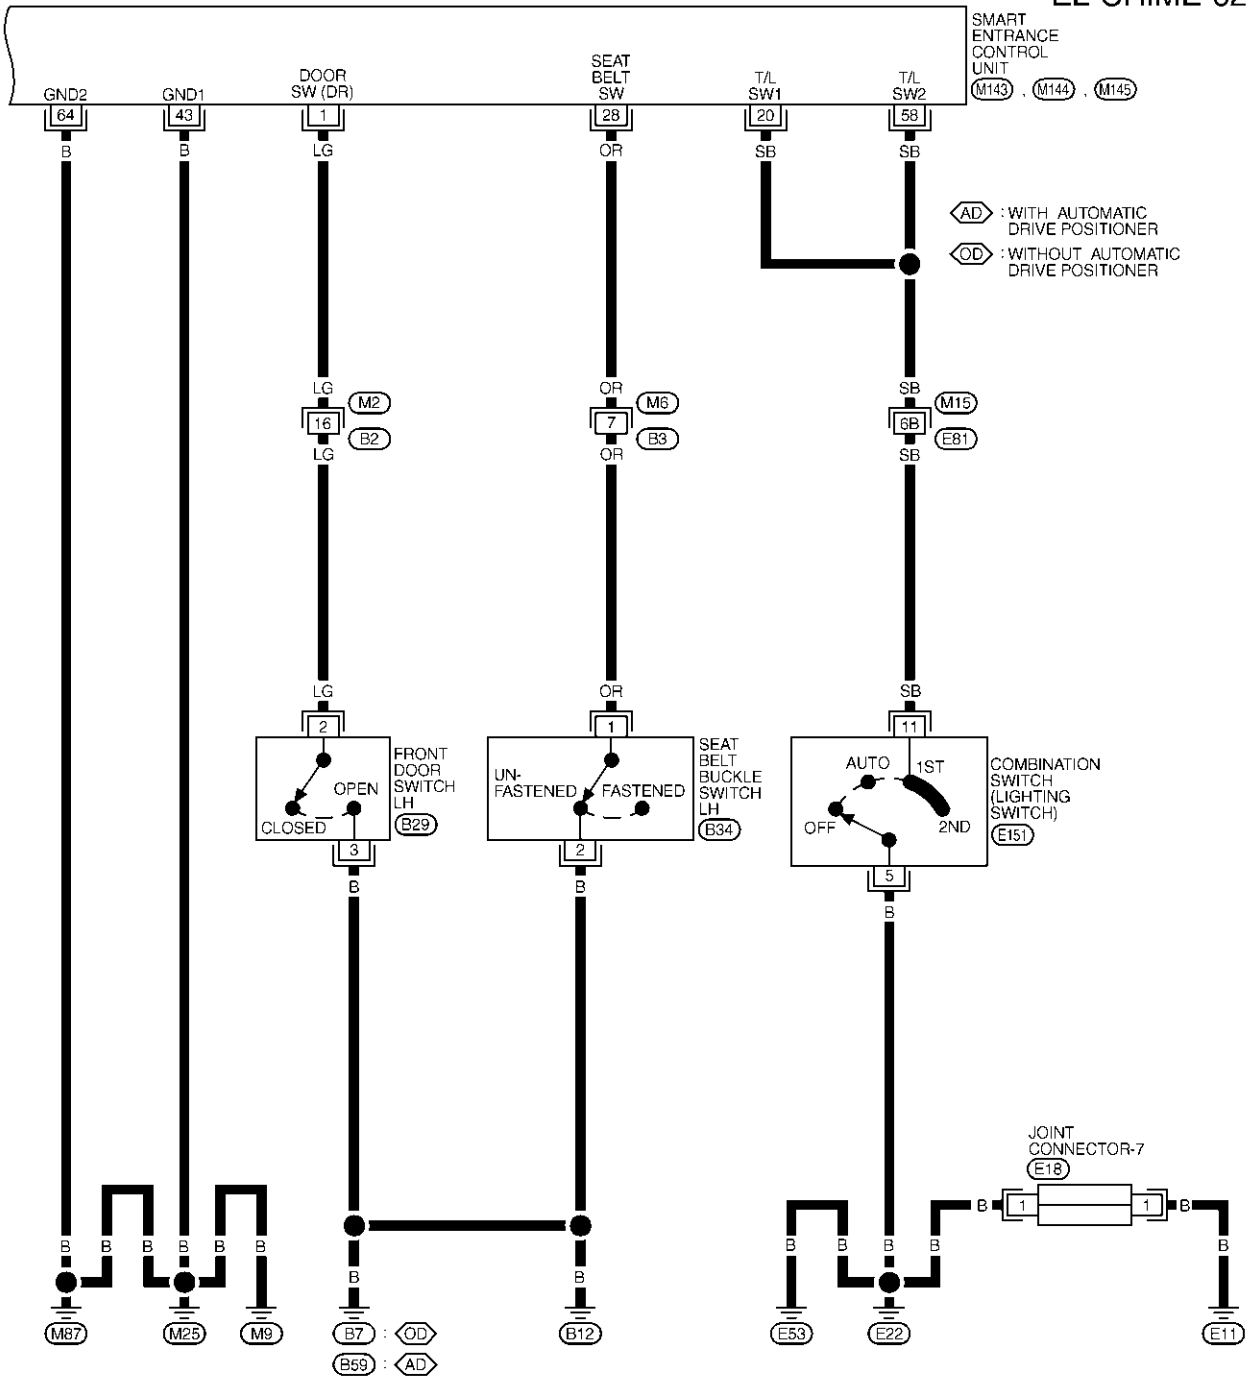 SMART
ENTRANCE
CONTROL
UNIT
M143 , M144 , M145
GND2
GND1
DOOR
SW (DR)
SEAT
BELT
SW
T/L
SW1
T/L
SW2
64 43 1 28 20 58
B B LG OR SB SB
AD : WITH AUTOMATIC
DRIVE POSITIONER
OD : WITHOUT AUTOMATIC
DRIVE POSITIONER
LG OR SB
M2 M6 M15
16 7 6B
B2 B3 E81
LG OR SB
LG OR SB
2 1 11
FRONT
DOOR
SWITCH
LH
B29
OPEN
CLOSED
SEAT
BELT
BUCKLE
SWITCH
LH
B34
UN-
FASTENED
FASTENED
COMBINATION
SWITCH
(LIGHTING
SWITCH)
E151
AUTO
1ST
OFF
2ND
3 2 5
B B B
JOINT
CONNECTOR-7
E18
B 1 1 B
B B B B B B B B B B B B B
M87 M25 M9 B7 : OD B12 E53 E22 E11
B59 : AD